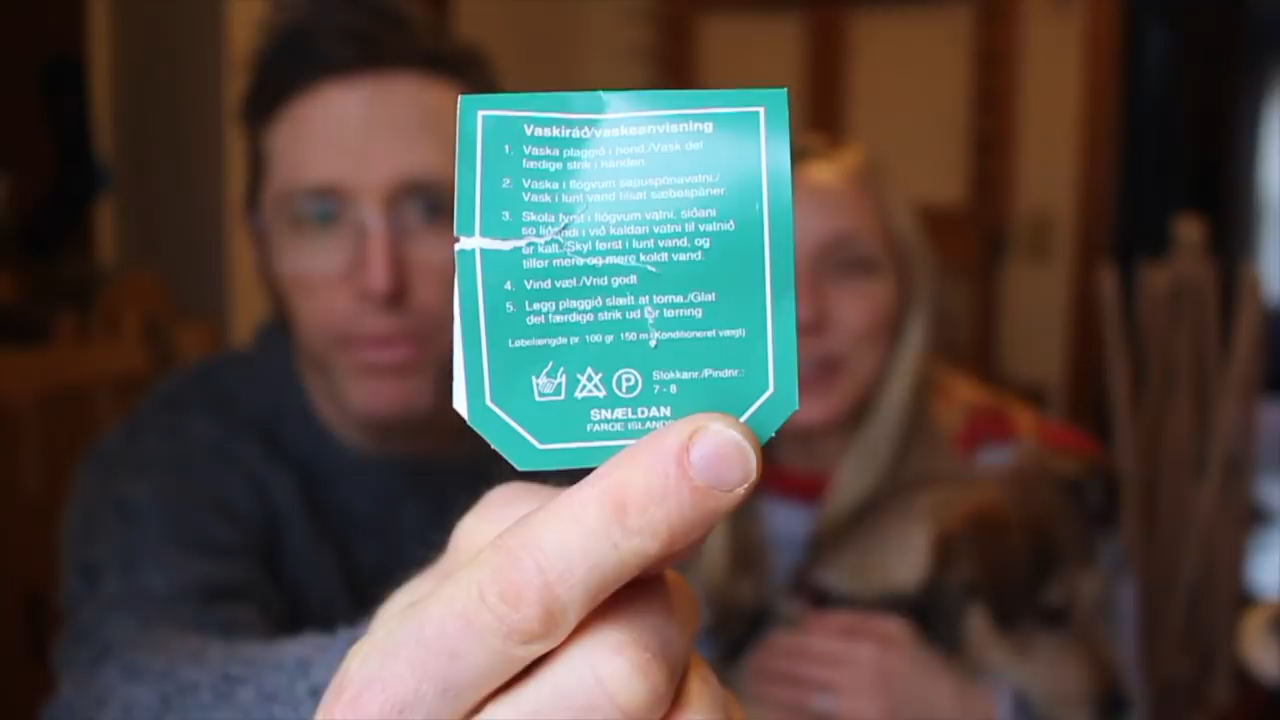 Vaskiráð/vaskeanvisning
1. Vaska plaggið i hond./Vask det
fædige strik i hånden.
2. Vaska i flógvum sápuspónavatni./
Vask i lunt vand tilsat sæbespåner.
3. Skola fyrst i flógvum vatni, síðani
so líðandi í við kaldari vatni til vatnið
er kalt./Skyl først i lunt vand, og
tilfør mere og mere koldt vand.
4. Vind væl./Vrid godt
5. Legg plaggið slætt at torna./Glat
det færdige strik ud for tørring
Løbelængde pr. 100 gr. 150 m (Konditioneret vægt)
P
Stokkanr./Pindnr.:
7 - 8
SNÆLDAN
FAROE ISLANDS